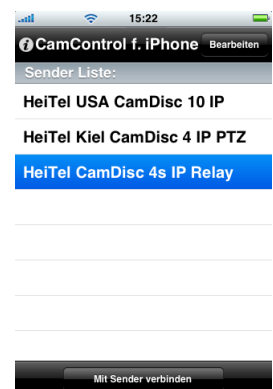 15:22
CamControl f. iPhone Bearbeiten
Sender Liste:
HeiTel USA CamDisc 10 IP
HeiTel Kiel CamDisc 4 IP PTZ
HeiTel CamDisc 4s IP Relay
Mit Sender verbinden